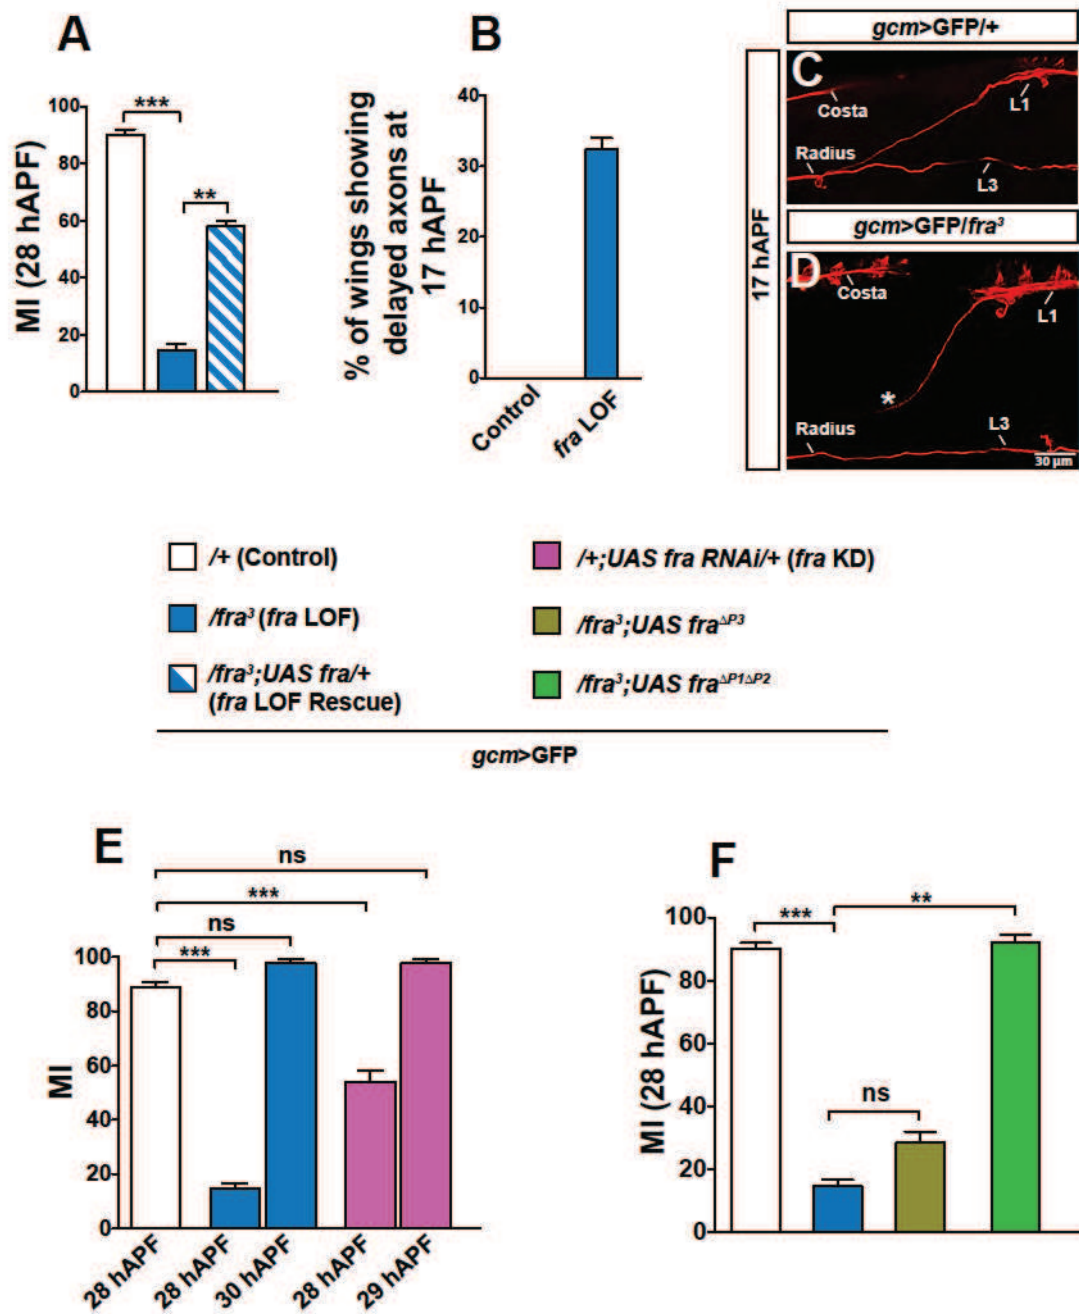 A
MI (28 hAPF)
100
80
60
40
20
0
***
**
B
% of wings showing
delayed axons at
17 hAPF
40
30
20
10
0
Control
fra LOF
gcm>GFP/+
17 hAPF
C
Costa
L1
Radius
L3
gcm>GFP/fra³
D
Costa
L1
*
Radius
L3
30 µm
/+ (Control)
/fra³ (fra LOF)
/fra³;UAS fra/+
(fra LOF Rescue)
/+;UAS fra RNAi/+ (fra KD)
/fra³;UAS fra^ΔP3
/fra³;UAS fra^ΔP1ΔP2
gcm>GFP
E
ns
***
ns
***
MI
100
80
60
40
20
0
28 hAPF
28 hAPF
30 hAPF
28 hAPF
29 hAPF
F
MI (28 hAPF)
100
80
60
40
20
0
***
**
ns